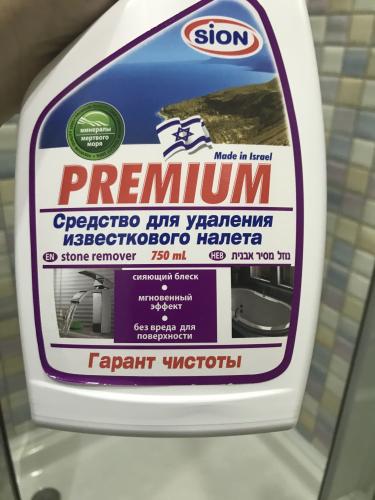 SiON
минералы
мертвого
моря
Made in Israel
PREMIUM
Средство для удаления
известкового налета
EN stone remover 750 mL HEB נוזל מסיר אבנית
сияющий блеск
мгновенный
эффект
без вреда для
поверхности
Гарант чистоты